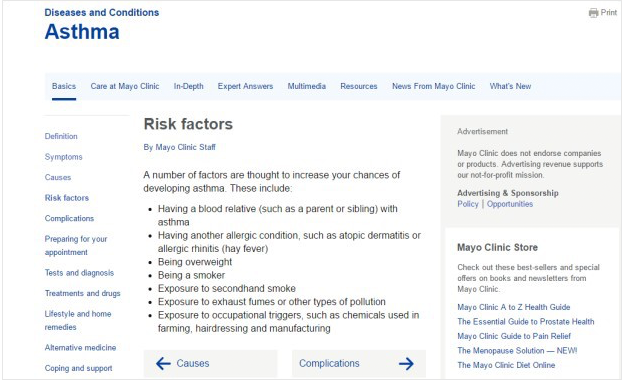 Diseases and Conditions
Print
Asthma
Basics Care at Mayo Clinic In-Depth Expert Answers Multimedia Resources News From Mayo Clinic What's New
Definition
Symptoms
Causes
Risk factors
Complications
Preparing for your
appointment
Tests and diagnosis
Treatments and drugs
Lifestyle and home
remedies
Alternative medicine
Coping and support
Risk factors
By Mayo Clinic Staff
A number of factors are thought to increase your chances of
developing asthma. These include:
• Having a blood relative (such as a parent or sibling) with
asthma
• Having another allergic condition, such as atopic dermatitis or
allergic rhinitis (hay fever)
• Being overweight
• Being a smoker
• Exposure to secondhand smoke
• Exposure to exhaust fumes or other types of pollution
• Exposure to occupational triggers, such as chemicals used in
farming, hairdressing and manufacturing
Causes
Complications
Advertisement
Mayo Clinic does not endorse companies
or products. Advertising revenue supports
our not-for-profit mission.
Advertising & Sponsorship
Policy | Opportunities
Mayo Clinic Store
Check out these best-sellers and special
offers on books and newsletters from
Mayo Clinic.
Mayo Clinic A to Z Health Guide
The Essential Guide to Prostate Health
Mayo Clinic Guide to Pain Relief
The Menopause Solution — NEW!
The Mayo Clinic Diet Online